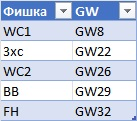 Фишка GW
WC1 GW8
3xc GW22
WC2 GW26
BB GW29
FH GW32